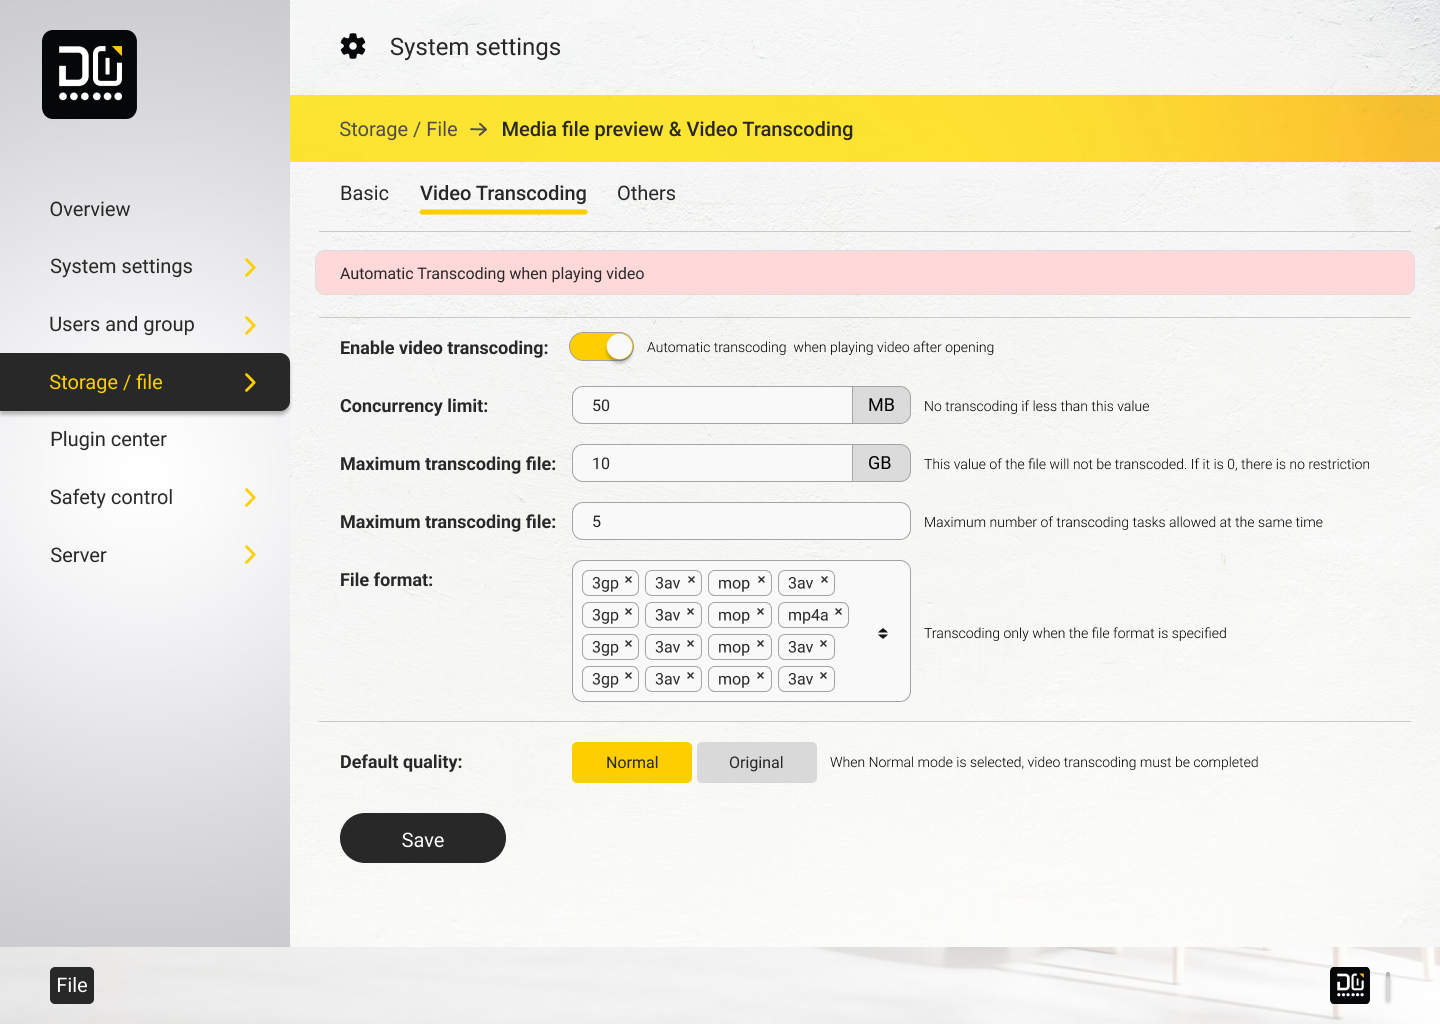 DG
System settings
Storage / File → Media file preview & Video Transcoding
Overview
System settings
Users and group
Storage / file
Plugin center
Safety control
Server
Basic Video Transcoding Others
Automatic Transcoding when playing video
Enable video transcoding: Automatic transcoding when playing video after opening
Concurrency limit: 50 MB No transcoding if less than this value
Maximum transcoding file: 10 GB This value of the file will not be transcoded. If it is 0, there is no restriction
Maximum transcoding file: 5 Maximum number of transcoding tasks allowed at the same time
File format:
3gp × 3av × mop × 3av ×
3gp × 3av × mop × mp4a ×
3gp × 3av × mop × 3av ×
3gp × 3av × mop × 3av ×
Transcoding only when the file format is specified
Default quality: Normal Original When Normal mode is selected, video transcoding must be completed
Save
File
DG